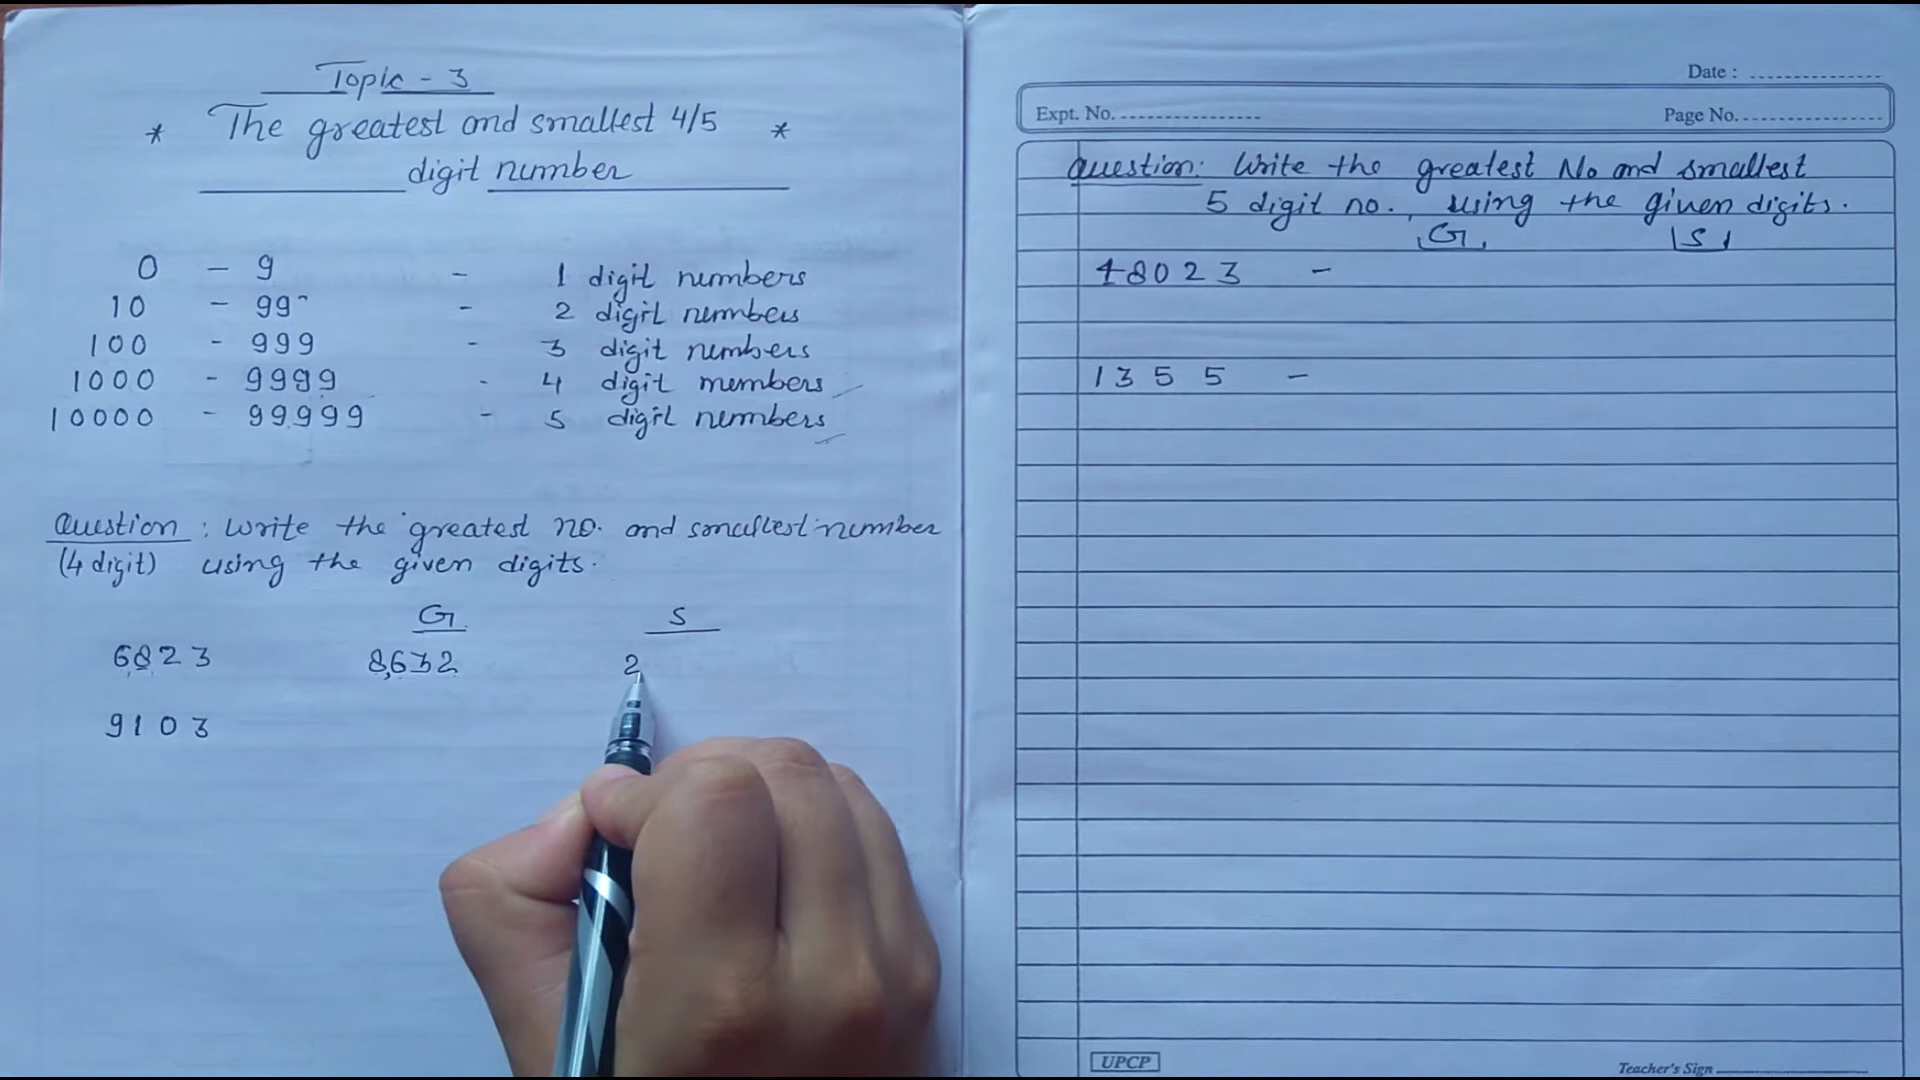 Topic - 3
* The greatest and smallest 4/5 *
digit number
0 - 9 - 1 digit numbers
10 - 99 - 2 digit numbers
100 - 999 - 3 digit numbers
1000 - 9999 - 4 digit members
10000 - 99999 - 5 digit numbers
Question : Write the greatest no. and smallest number
(4 digit) using the given digits.
G S
6823 8,632 2
9103
Date :
Expt. No. Page No.
Question: Write the greatest No and smallest
5 digit no., using the given digits.
G S
48023 -
1355 -
UPCP Teacher's Sign